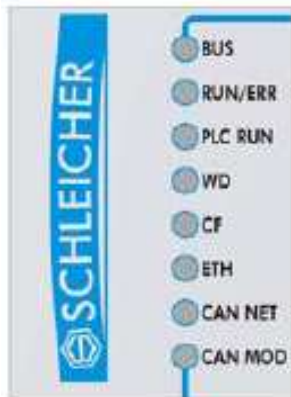 SCHLEICHER
BUS
RUN/ERR
PLC RUN
WD
CF
ETH
CAN NET
CAN MOD